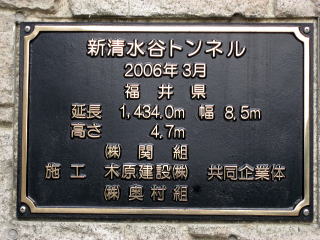 新清水谷トンネル
2006年3月
福井県
延長 1,434.0m 幅 8.5m
高さ 4.7m
㈱関組
施工 木原建設㈱ 共同企業体
㈱奥村組